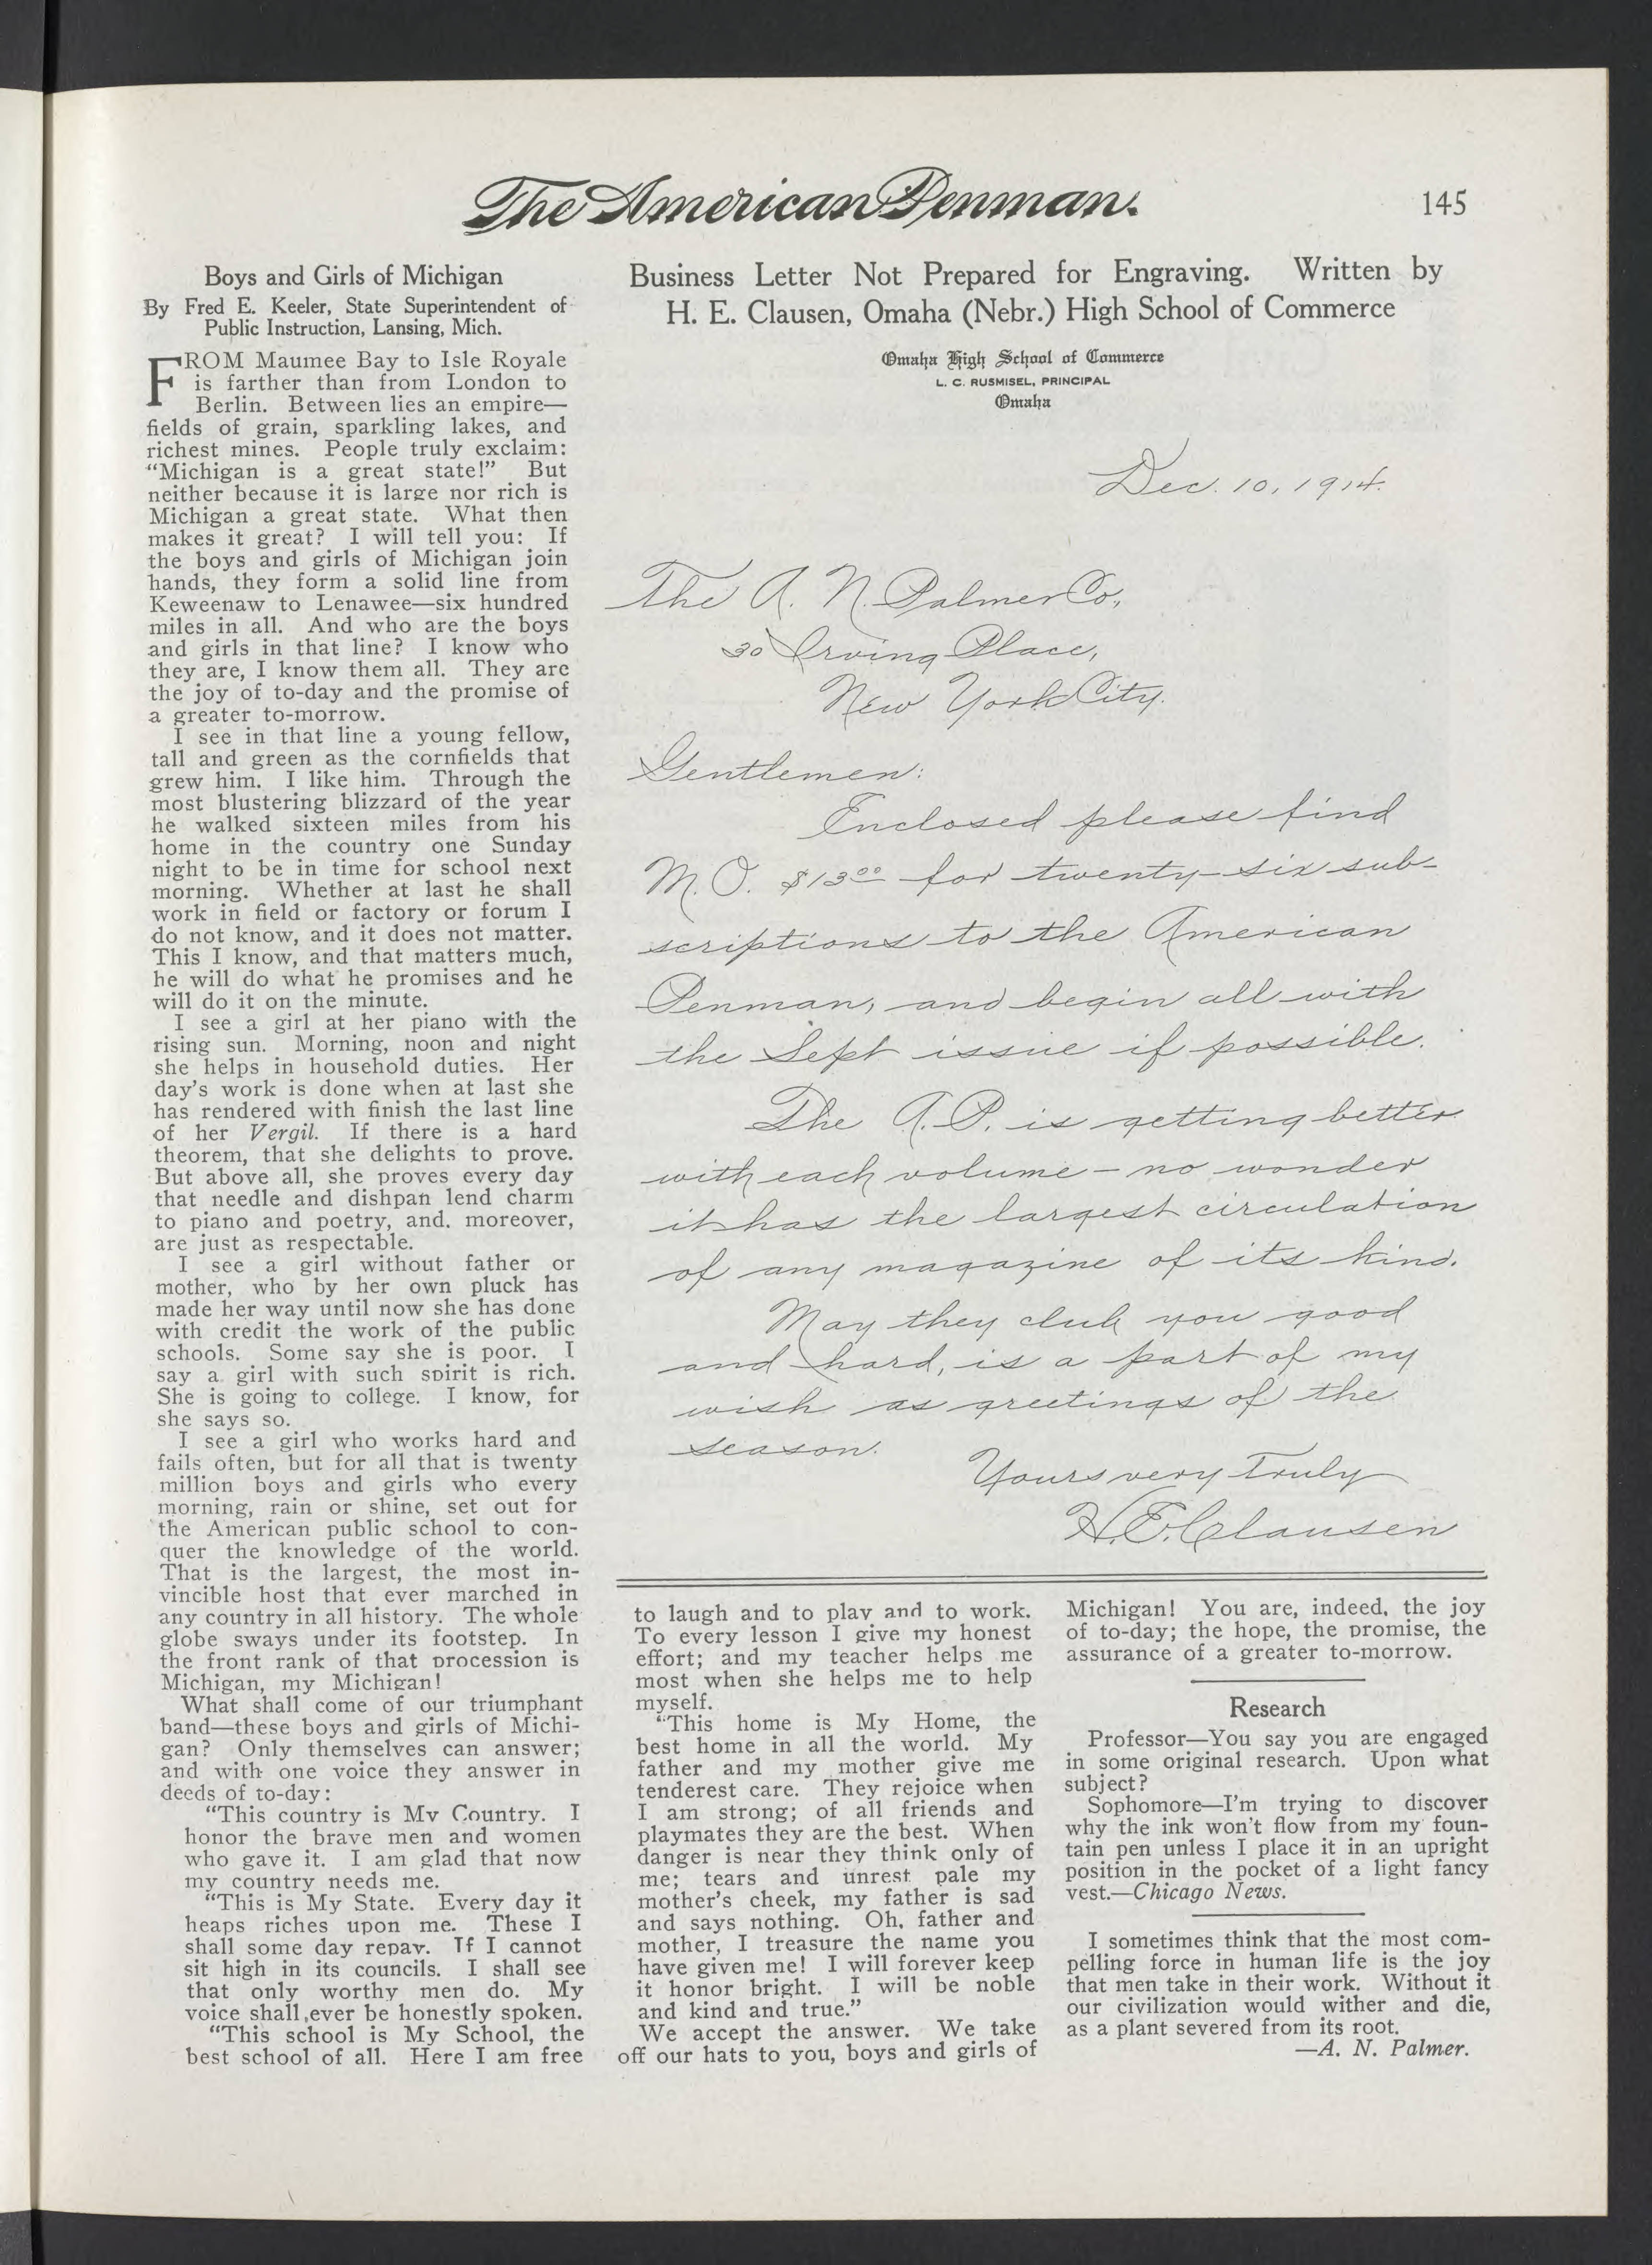 The American Penman.
145
Boys and Girls of Michigan
By Fred E. Keeler, State Superintendent of
Public Instruction, Lansing, Mich.
FROM Maumee Bay to Isle Royale
is farther than from London to
Berlin. Between lies an empire—
fields of grain, sparkling lakes, and
richest mines. People truly exclaim:
“Michigan is a great state!” But
neither because it is large nor rich is
Michigan a great state. What then
makes it great? I will tell you: If
the boys and girls of Michigan join
hands, they form a solid line from
Keweenaw to Lenawee—six hundred
miles in all. And who are the boys
and girls in that line? I know who
they are, I know them all. They are
the joy of to-day and the promise of
a greater to-morrow.
I see in that line a young fellow,
tall and green as the cornfields that
grew him. I like him. Through the
most blustering blizzard of the year
he walked sixteen miles from his
home in the country one Sunday
night to be in time for school next
morning. Whether at last he shall
work in field or factory or forum I
do not know, and it does not matter.
This I know, and that matters much,
he will do what he promises and he
will do it on the minute.
I see a girl at her piano with the
rising sun. Morning, noon and night
she helps in household duties. Her
day's work is done when at last she
has rendered with finish the last line
of her Vergil. If there is a hard
theorem, that she delights to prove.
But above all, she proves every day
that needle and dishpan lend charm
to piano and poetry, and. moreover,
are just as respectable.
I see a girl without father or
mother, who by her own pluck has
made her way until now she has done
with credit the work of the public
schools. Some say she is poor. I
say a girl with such spirit is rich.
She is going to college. I know, for
she says so.
I see a girl who works hard and
fails often, but for all that is twenty
million boys and girls who every
morning, rain or shine, set out for
the American public school to con-
quer the knowledge of the world.
That is the largest, the most in-
vincible host that ever marched in
any country in all history. The whole
globe sways under its footstep. In
the front rank of that procession is
Michigan, my Michigan!
What shall come of our triumphant
band—these boys and girls of Michi-
gan? Only themselves can answer;
and with one voice they answer in
deeds of to-day:
“This country is My Country. I
honor the brave men and women
who gave it. I am glad that now
my country needs me.
“This is My State. Every day it
heaps riches upon me. These I
shall some day repay. If I cannot
sit high in its councils. I shall see
that only worthy men do. My
voice shall ever be honestly spoken.
“This school is My School, the
best school of all. Here I am free
Business Letter Not Prepared for Engraving. Written by
H. E. Clausen, Omaha (Nebr.) High School of Commerce
Omaha High School of Commerce
L. C. RUSMISEL, PRINCIPAL
Omaha
Dec. 10, 1914.
The A. N. Palmer Co.,
30 Irving Place,
New York City.
Gentlemen:
Enclosed please find
M.O. $13.00 for twenty-six sub-
scriptions to the American
Penman, and begin all with
the Sept issue if possible.
The A.P. is getting better
with each volume — no wonder
it has the largest circulation
of any magazine of its kind.
May they club you good
and hard, is a part of my
wish as greetings of the
season.
Yours very truly
H.E. Clausen
to laugh and to play and to work.
To every lesson I give my honest
effort; and my teacher helps me
most when she helps me to help
myself.
“This home is My Home, the
best home in all the world. My
father and my mother give me
tenderest care. They rejoice when
I am strong; of all friends and
playmates they are the best. When
danger is near they think only of
me; tears and unrest pale my
mother's cheek, my father is sad
and says nothing. Oh, father and
mother, I treasure the name you
have given me! I will forever keep
it honor bright. I will be noble
and kind and true.”
We accept the answer. We take
off our hats to you, boys and girls of
Michigan! You are, indeed, the joy
of to-day; the hope, the promise, the
assurance of a greater to-morrow.
Research
Professor—You say you are engaged
in some original research. Upon what
subject?
Sophomore—I'm trying to discover
why the ink won't flow from my foun-
tain pen unless I place it in an upright
position in the pocket of a light fancy
vest.—Chicago News.
I sometimes think that the most com-
pelling force in human life is the joy
that men take in their work. Without it
our civilization would wither and die,
as a plant severed from its root.
—A. N. Palmer.